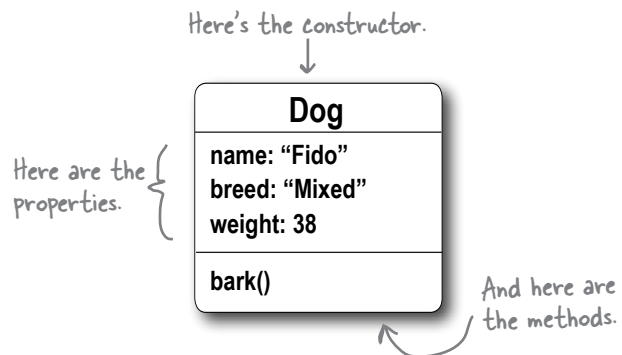 Here's the constructor.
Dog
Here are the
properties.
name: “Fido”
breed: “Mixed”
weight: 38
bark()
And here are
the methods.